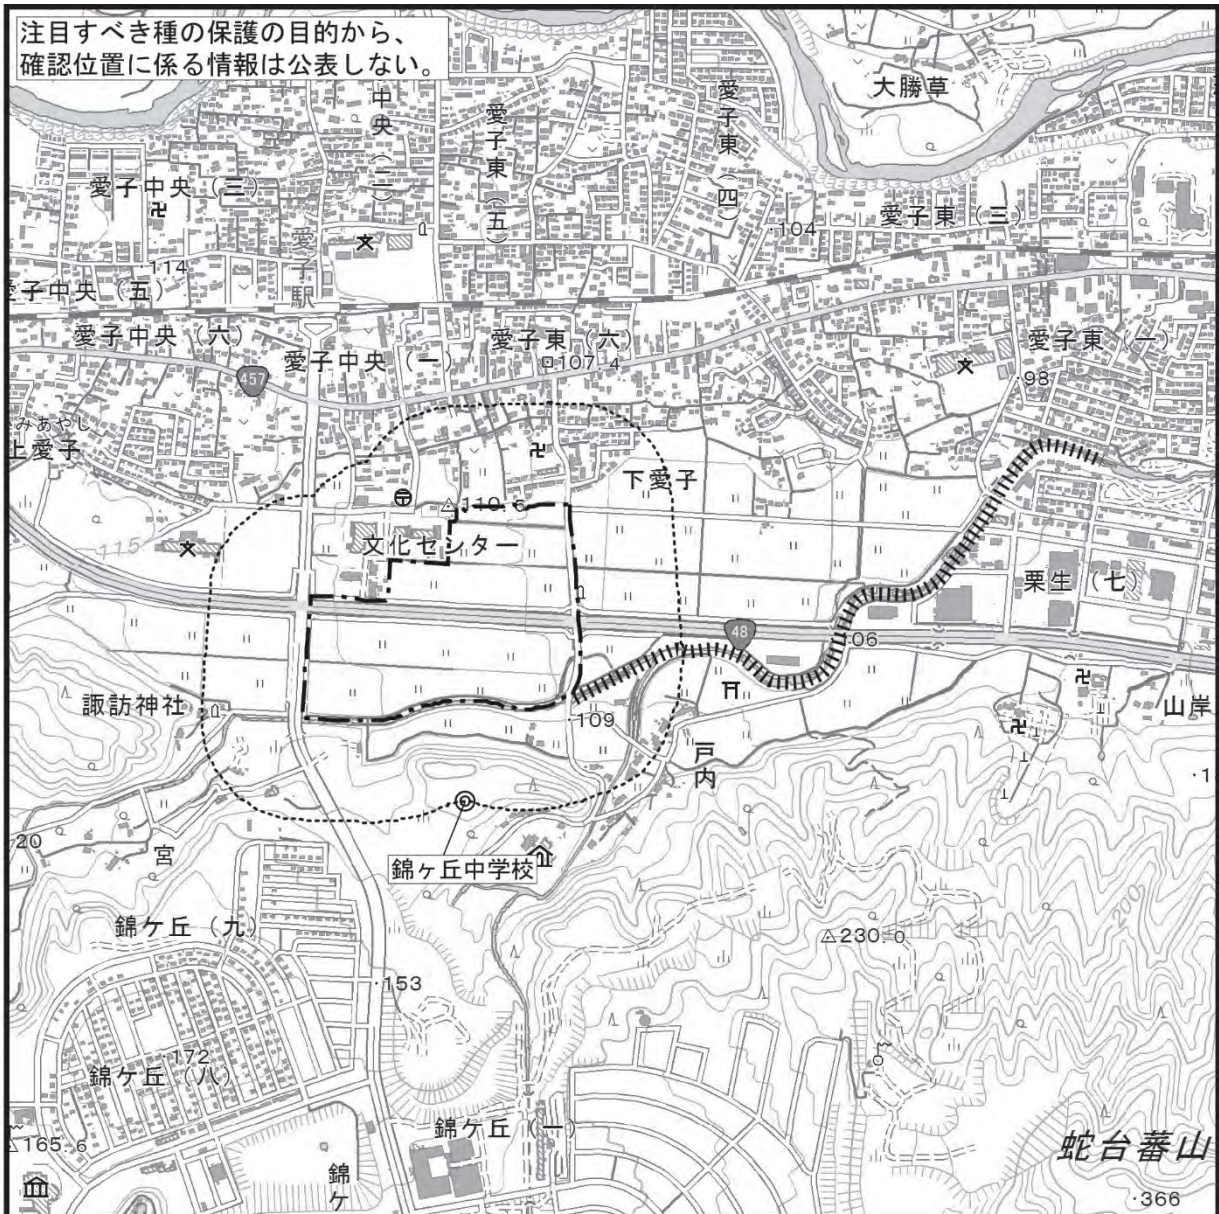 注目すべき種の保護の目的から、
確認位置に係る情報は公表しない。
大勝草
中央(二)
愛子東(五)
愛子東(四)
愛子中央(三)
愛子東(三)
104
114
愛子駅
愛子中央(五)
愛子中央(六)
愛子中央(一)
愛子東(六)
107.4
愛子東(一)
457
98
みあやし
上愛子
下愛子
110.6
115
文化センター
栗生(七
48
106
諏訪神社
109
戸内
山岸
20
宮
錦ヶ丘中学校
錦ケ丘(九)
230.0
200
153
172
錦ケ丘(八)
165.6
錦ケ丘(一)
錦ケ
蛇台蕃山
366